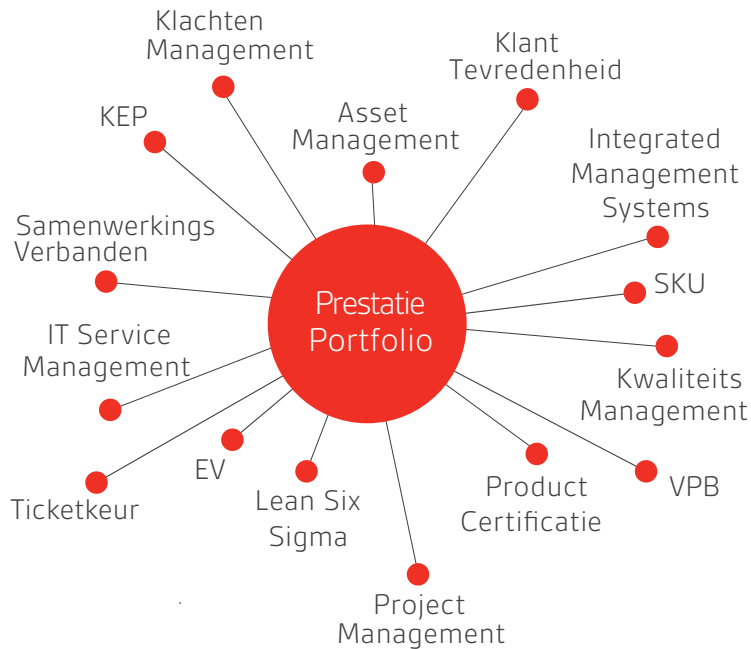 Klachten
Management
Klant
Tevredenheid
KEP
Asset
Management
Integrated
Management
Systems
Samenwerkings
Verbanden
SKU
Prestatie
Portfolio
IT Service
Management
Kwaliteits
Management
EV
Ticketkeur
Lean Six
Sigma
Product
Certificatie
VPB
Project
Management